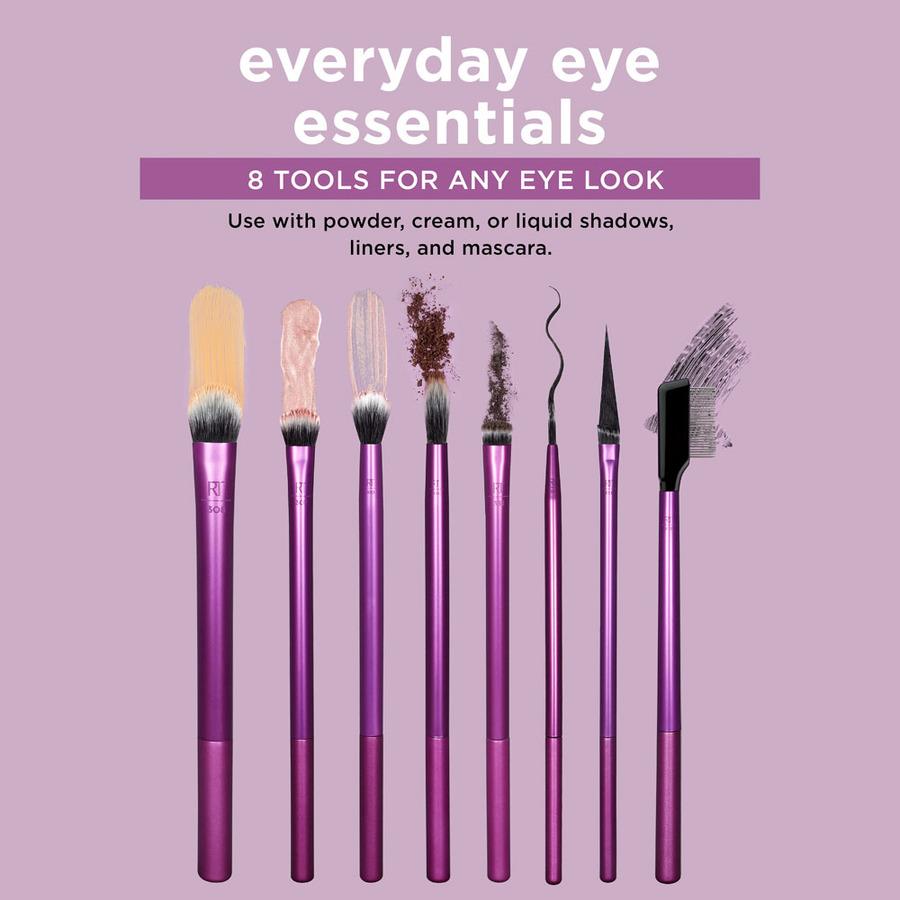 everyday eye
essentials
8 TOOLS FOR ANY EYE LOOK
Use with powder, cream, or liquid shadows,
liners, and mascara.
RT